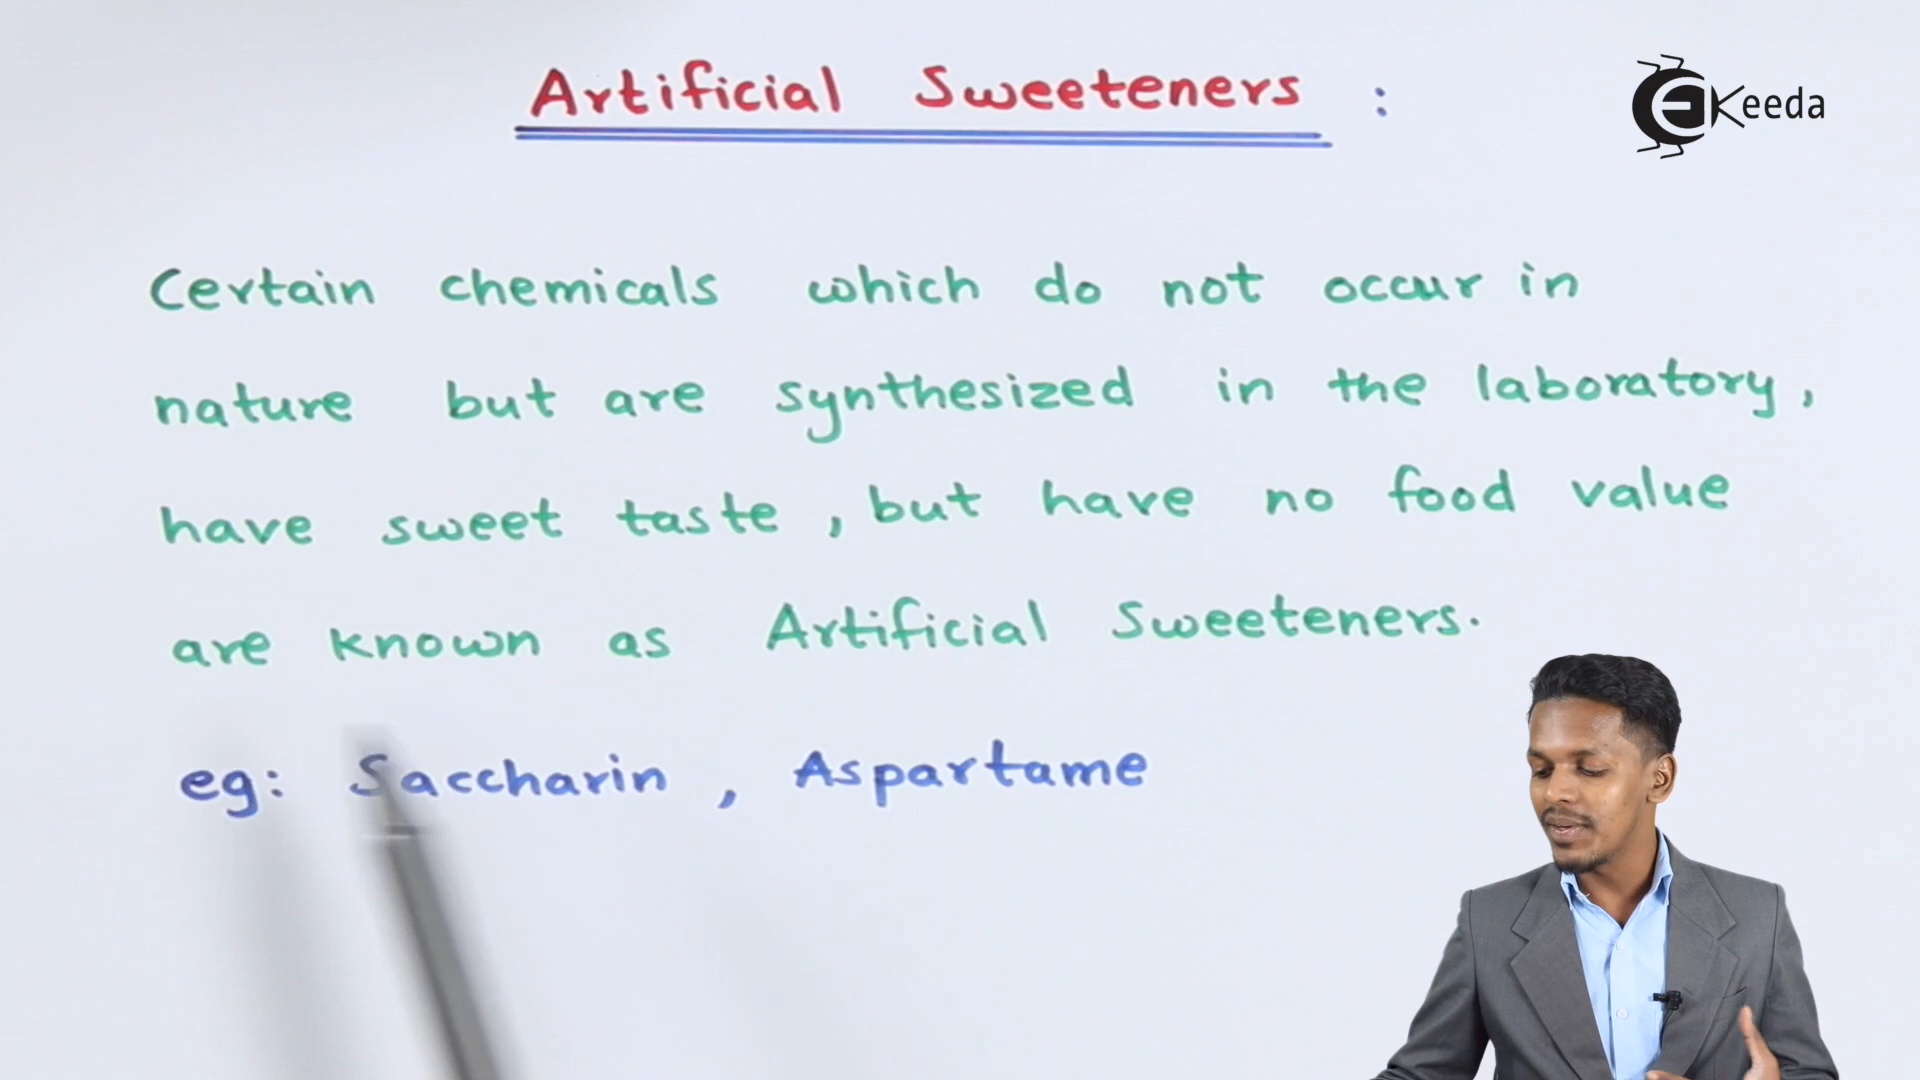 Artificial Sweeteners :
EKeeda
Certain chemicals which do not occur in
nature but are synthesized in the laboratory,
have sweet taste, but have no food value
are known as Artificial Sweeteners.
eg: Saccharin, Aspartame